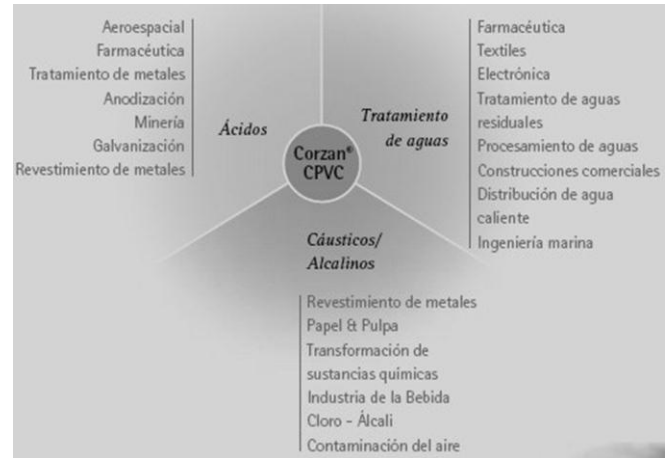 Aeroespacial
Farmacéutica
Tratamiento de metales
Anodización
Minería
Galvanización
Revestimiento de metales
Ácidos
Corzan®
CPVC
Tratamiento
de aguas
Farmacéutica
Textiles
Electrónica
Tratamiento de aguas
residuales
Procesamiento de aguas
Construcciones comerciales
Distribución de agua
caliente
Ingeniería marina
Cáusticos/
Alcalinos
Revestimiento de metales
Papel & Pulpa
Transformación de
sustancias químicas
Industria de la Bebida
Cloro - Álcali
Contaminación del aire